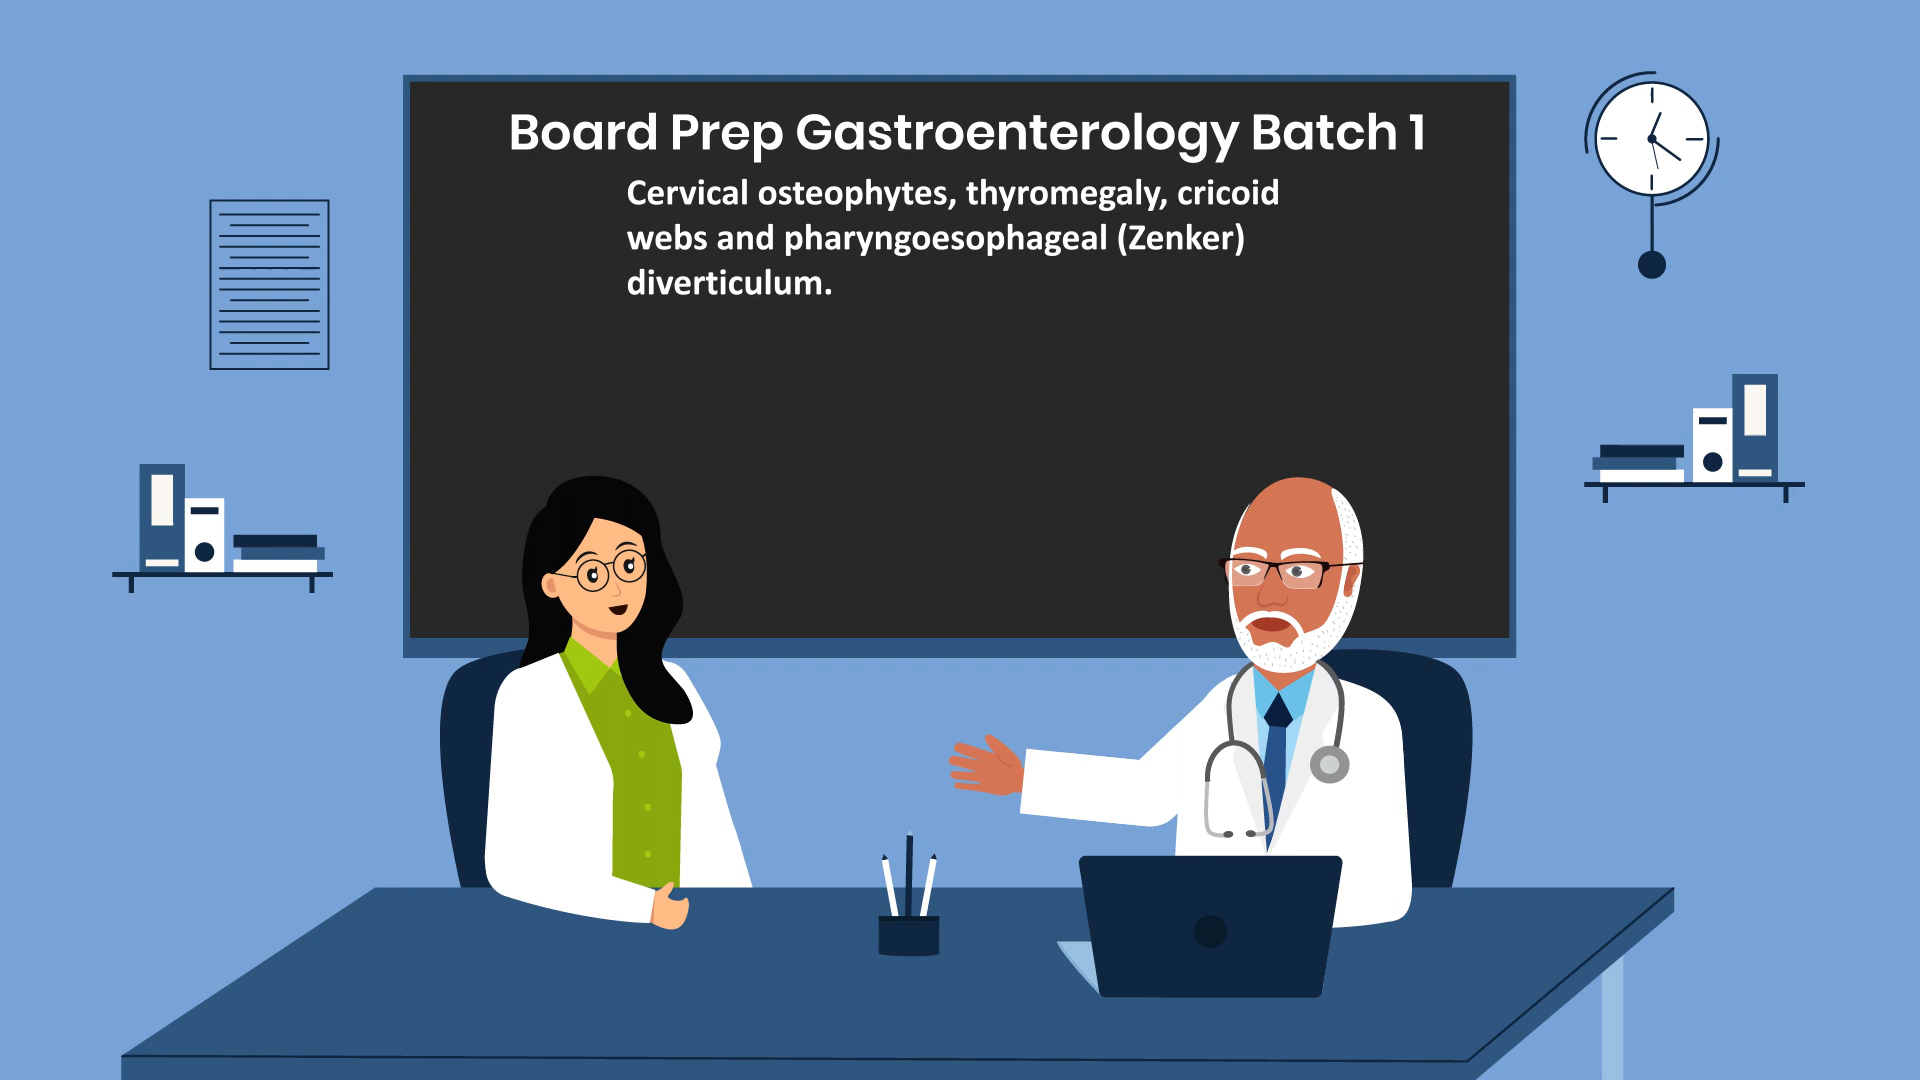 Board Prep Gastroenterology Batch 1
Cervical osteophytes, thyromegaly, cricoid
webs and pharyngoesophageal (Zenker)
diverticulum.